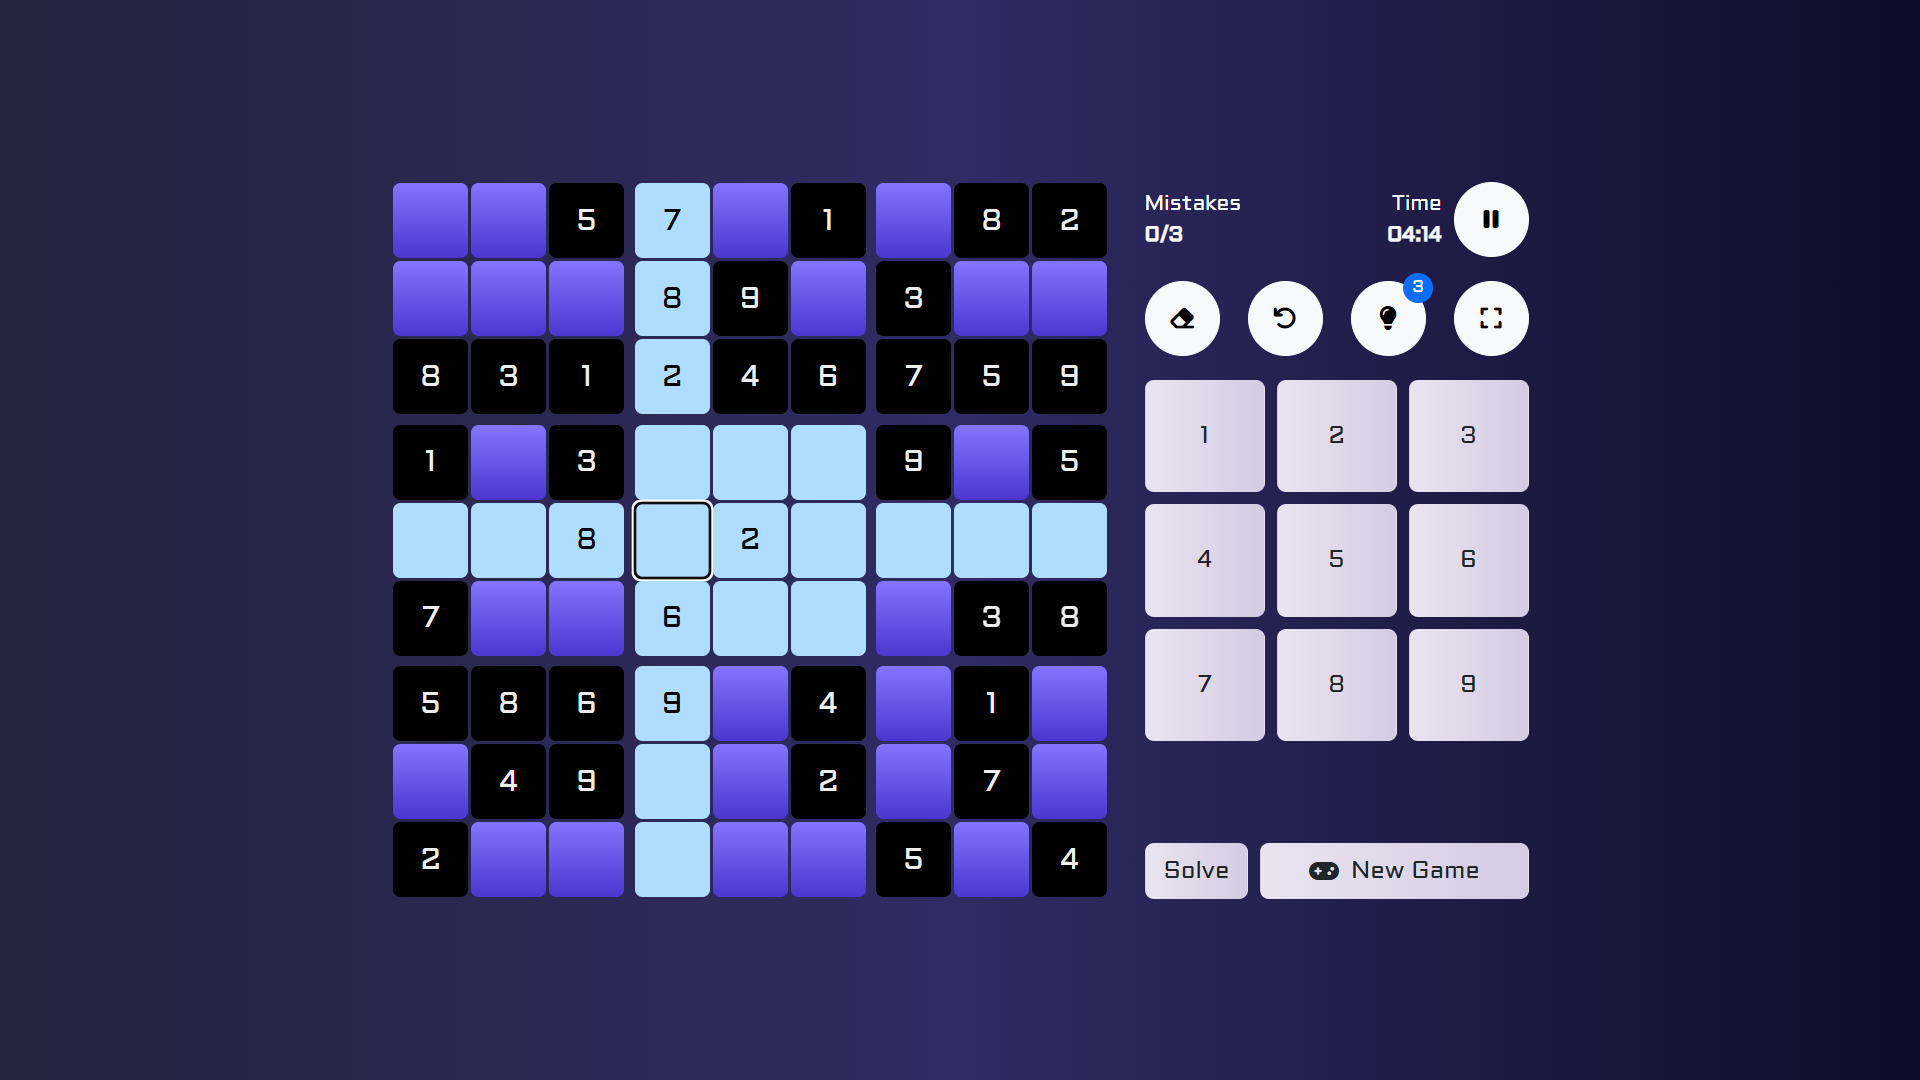 5 7 1 8 2
8 9 3
8 3 1 2 4 6 7 5 9
1 3 9 5
8 2
7 6 3 8
5 8 6 9 4 1
4 9 2 7
2 5 4
Mistakes
0/3
Time
04:14
3
1 2 3
4 5 6
7 8 9
Solve
New Game